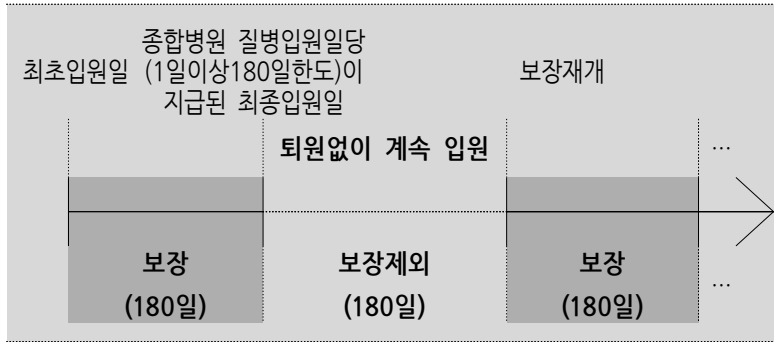 종합병원 질병입원일당
최초입원일 (1일이상180일한도)이 보장재개
지급된 최종입원일
퇴원없이 계속 입원 …
보장 보장제외 보장 …
(180일) (180일) (180일)